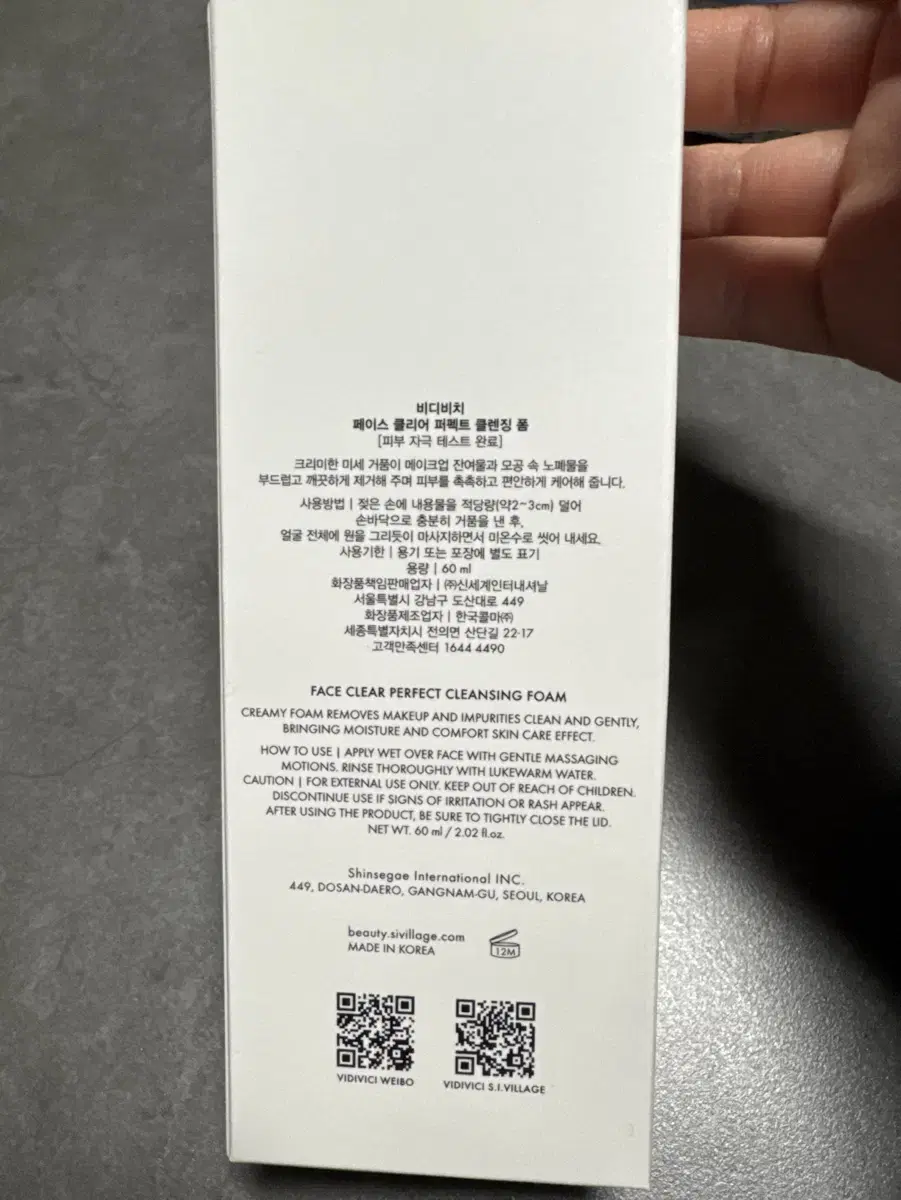 비디비치
페이스 클리어 퍼펙트 클렌징 폼
[피부 자극 테스트 완료]
크리미한 미세 거품이 메이크업 잔여물과 모공 속 노폐물을
부드럽고 깨끗하게 제거해 주며 피부를 촉촉하고 편안하게 케어해 줍니다.
사용방법 | 젖은 손에 내용물을 적당량(약2~3cm) 덜어
손바닥으로 충분히 거품을 낸 후,
얼굴 전체에 원을 그리듯이 마사지하면서 미온수로 씻어 내세요.
사용기한 | 용기 또는 포장에 별도 표기
용량 | 60 ml
화장품책임판매업자 | ㈜신세계인터내셔날
서울특별시 강남구 도산대로 449
화장품제조업자 | 한국콜마㈜
세종특별자치시 전의면 산단길 22-17
고객만족센터 1644 4490
FACE CLEAR PERFECT CLEANSING FOAM
CREAMY FOAM REMOVES MAKEUP AND IMPURITIES CLEAN AND GENTLY,
BRINGING MOISTURE AND COMFORT SKIN CARE EFFECT.
HOW TO USE | APPLY WET OVER FACE WITH GENTLE MASSAGING
MOTIONS. RINSE THOROUGHLY WITH LUKEWARM WATER.
CAUTION | FOR EXTERNAL USE ONLY. KEEP OUT OF REACH OF CHILDREN.
DISCONTINUE USE IF SIGNS OF IRRITATION OR RASH APPEAR.
AFTER USING THE PRODUCT, BE SURE TO TIGHTLY CLOSE THE LID.
NET WT. 60 ml / 2.02 fl.oz.
Shinsegae International INC.
449, DOSAN-DAERO, GANGNAM-GU, SEOUL, KOREA
beauty.sivillage.com
MADE IN KOREA
12M
VIDIVICI WEIBO
VIDIVICI S.I.VILLAGE